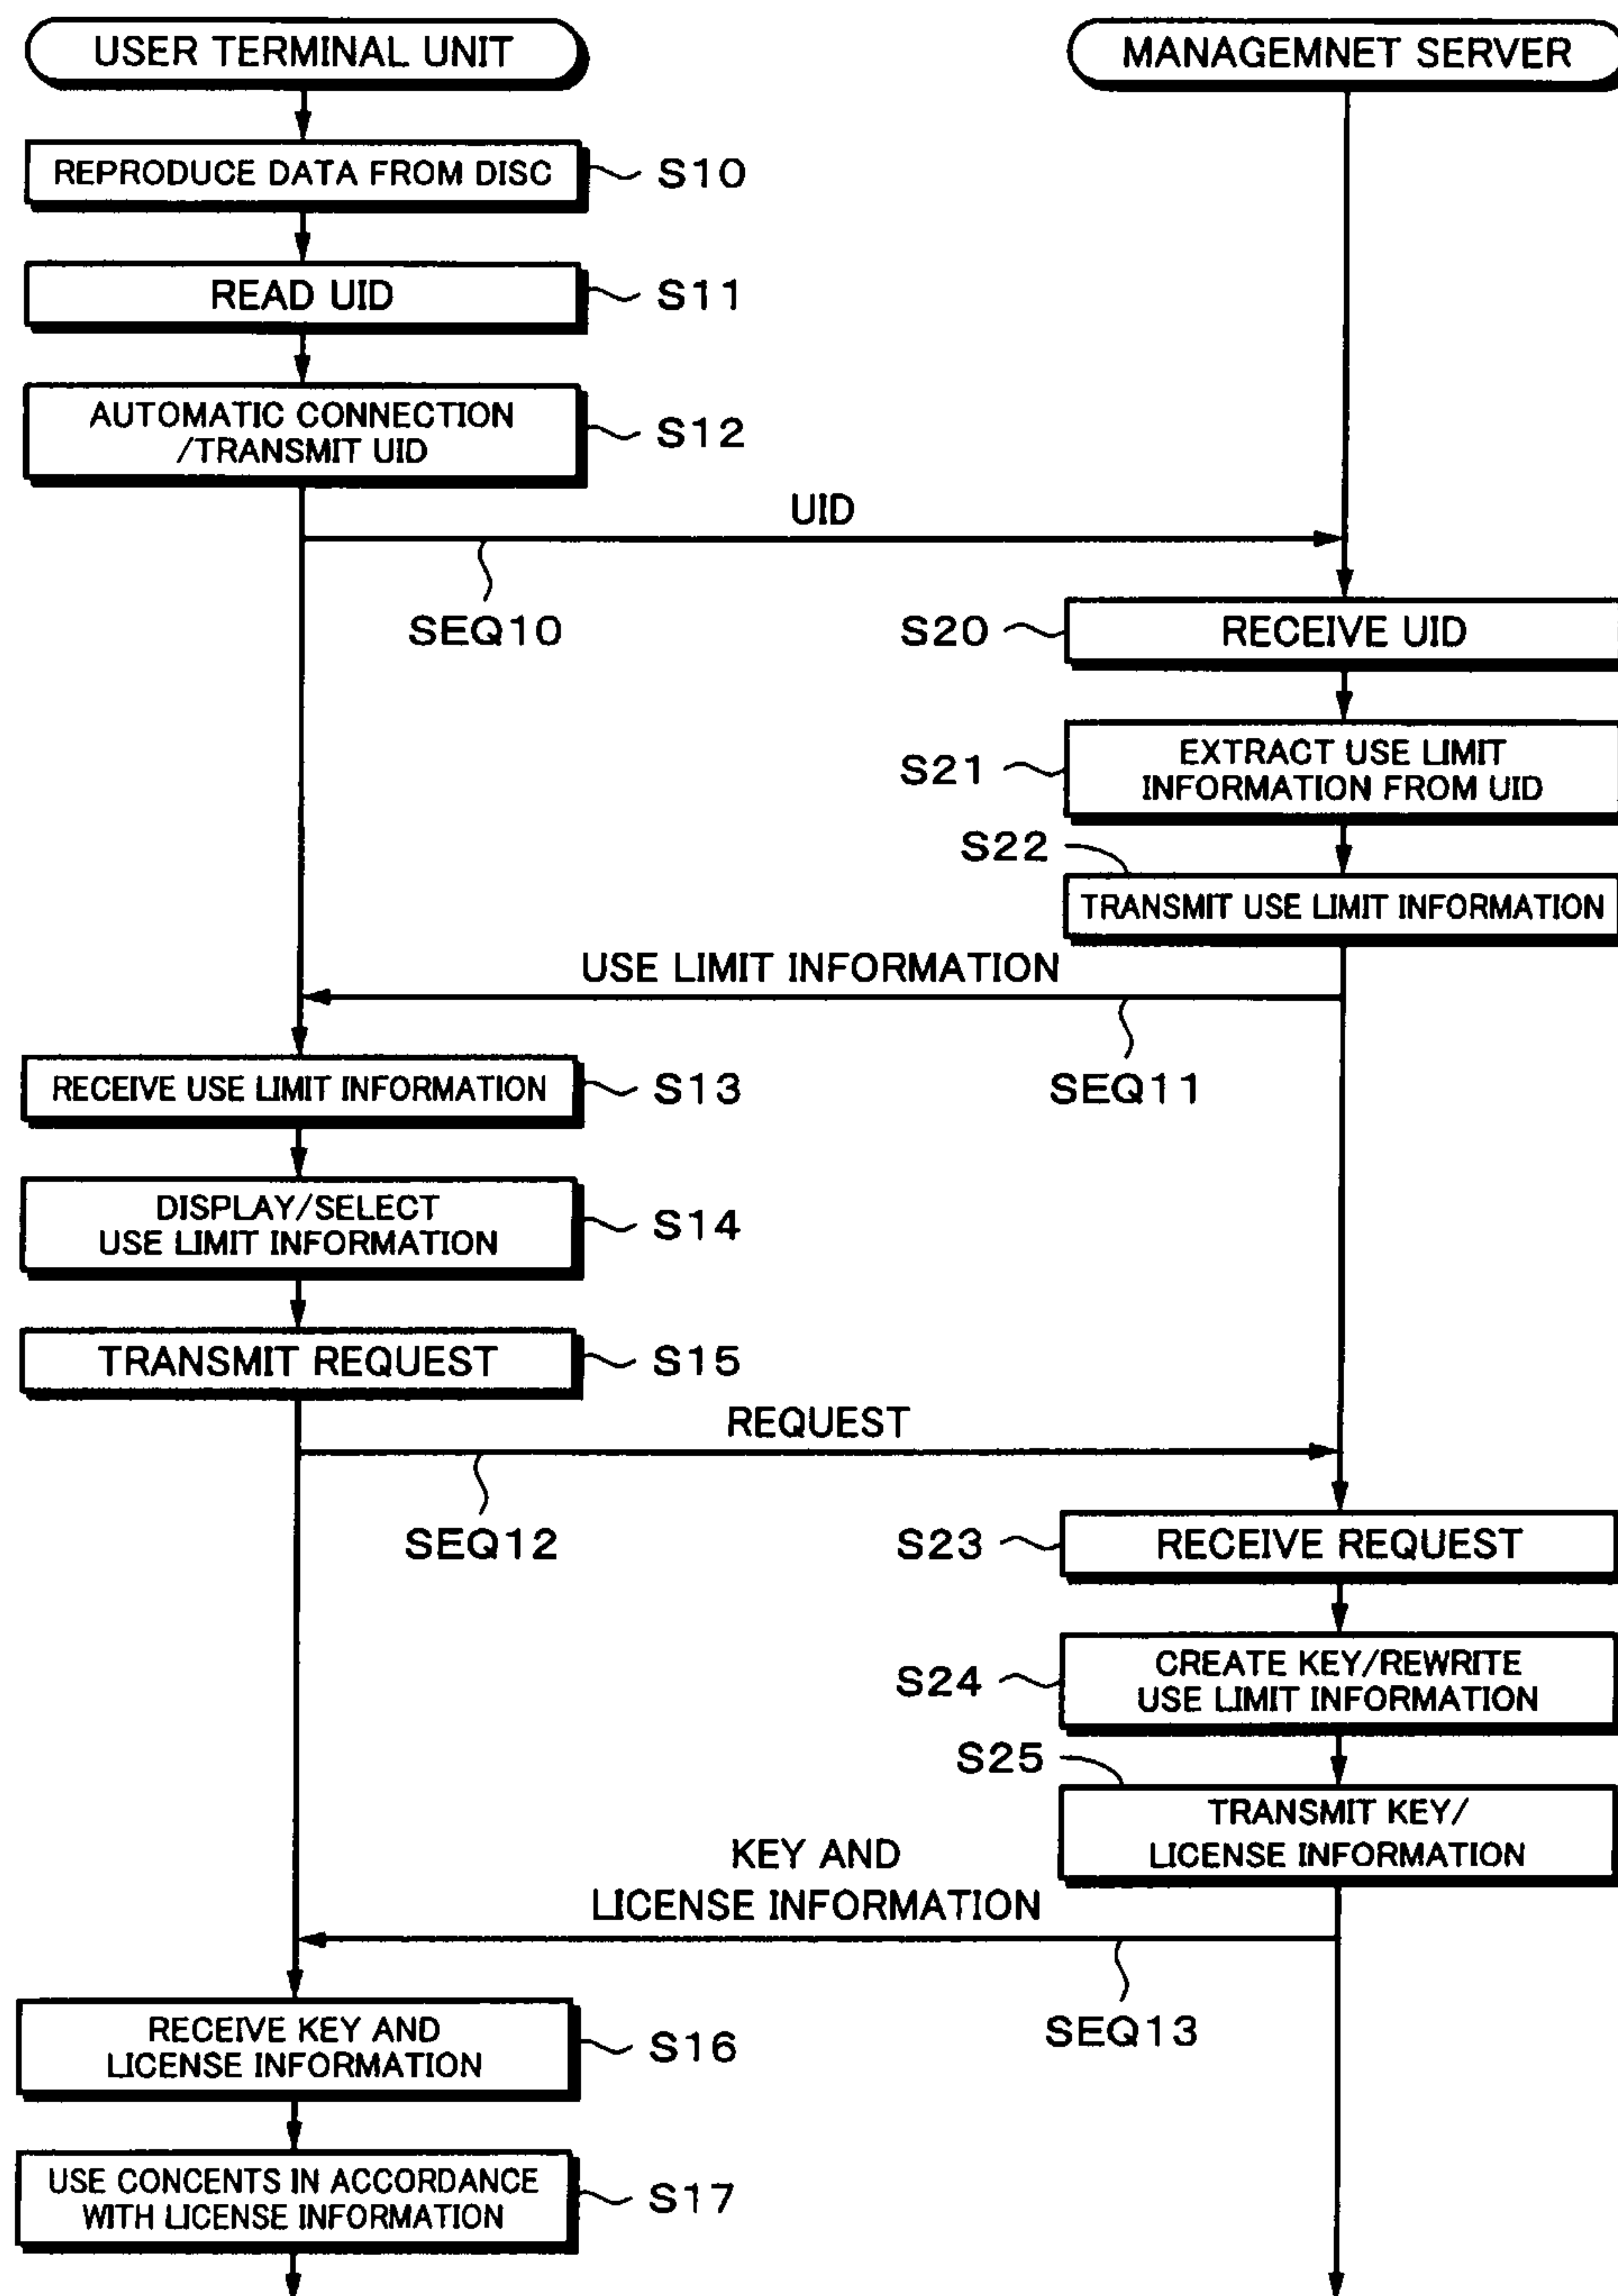 USER TERMINAL UNIT
MANAGEMNET SERVER
REPRODUCE DATA FROM DISC
S10
READ UID
S11
AUTOMATIC CONNECTION
/TRANSMIT UID
S12
UID
SEQ10
S20
RECEIVE UID
S21
EXTRACT USE LIMIT
INFORMATION FROM UID
S22
TRANSMIT USE LIMIT INFORMATION
USE LIMIT INFORMATION
SEQ11
RECEIVE USE LIMIT INFORMATION
S13
DISPLAY/SELECT
USE LIMIT INFORMATION
S14
TRANSMIT REQUEST
S15
REQUEST
SEQ12
S23
RECEIVE REQUEST
S24
CREATE KEY/REWRITE
USE LIMIT INFORMATION
S25
TRANSMIT KEY/
LICENSE INFORMATION
KEY AND
LICENSE INFORMATION
SEQ13
RECEIVE KEY AND
LICENSE INFORMATION
S16
USE CONCENTS IN ACCORDANCE
WITH LICENSE INFORMATION
S17